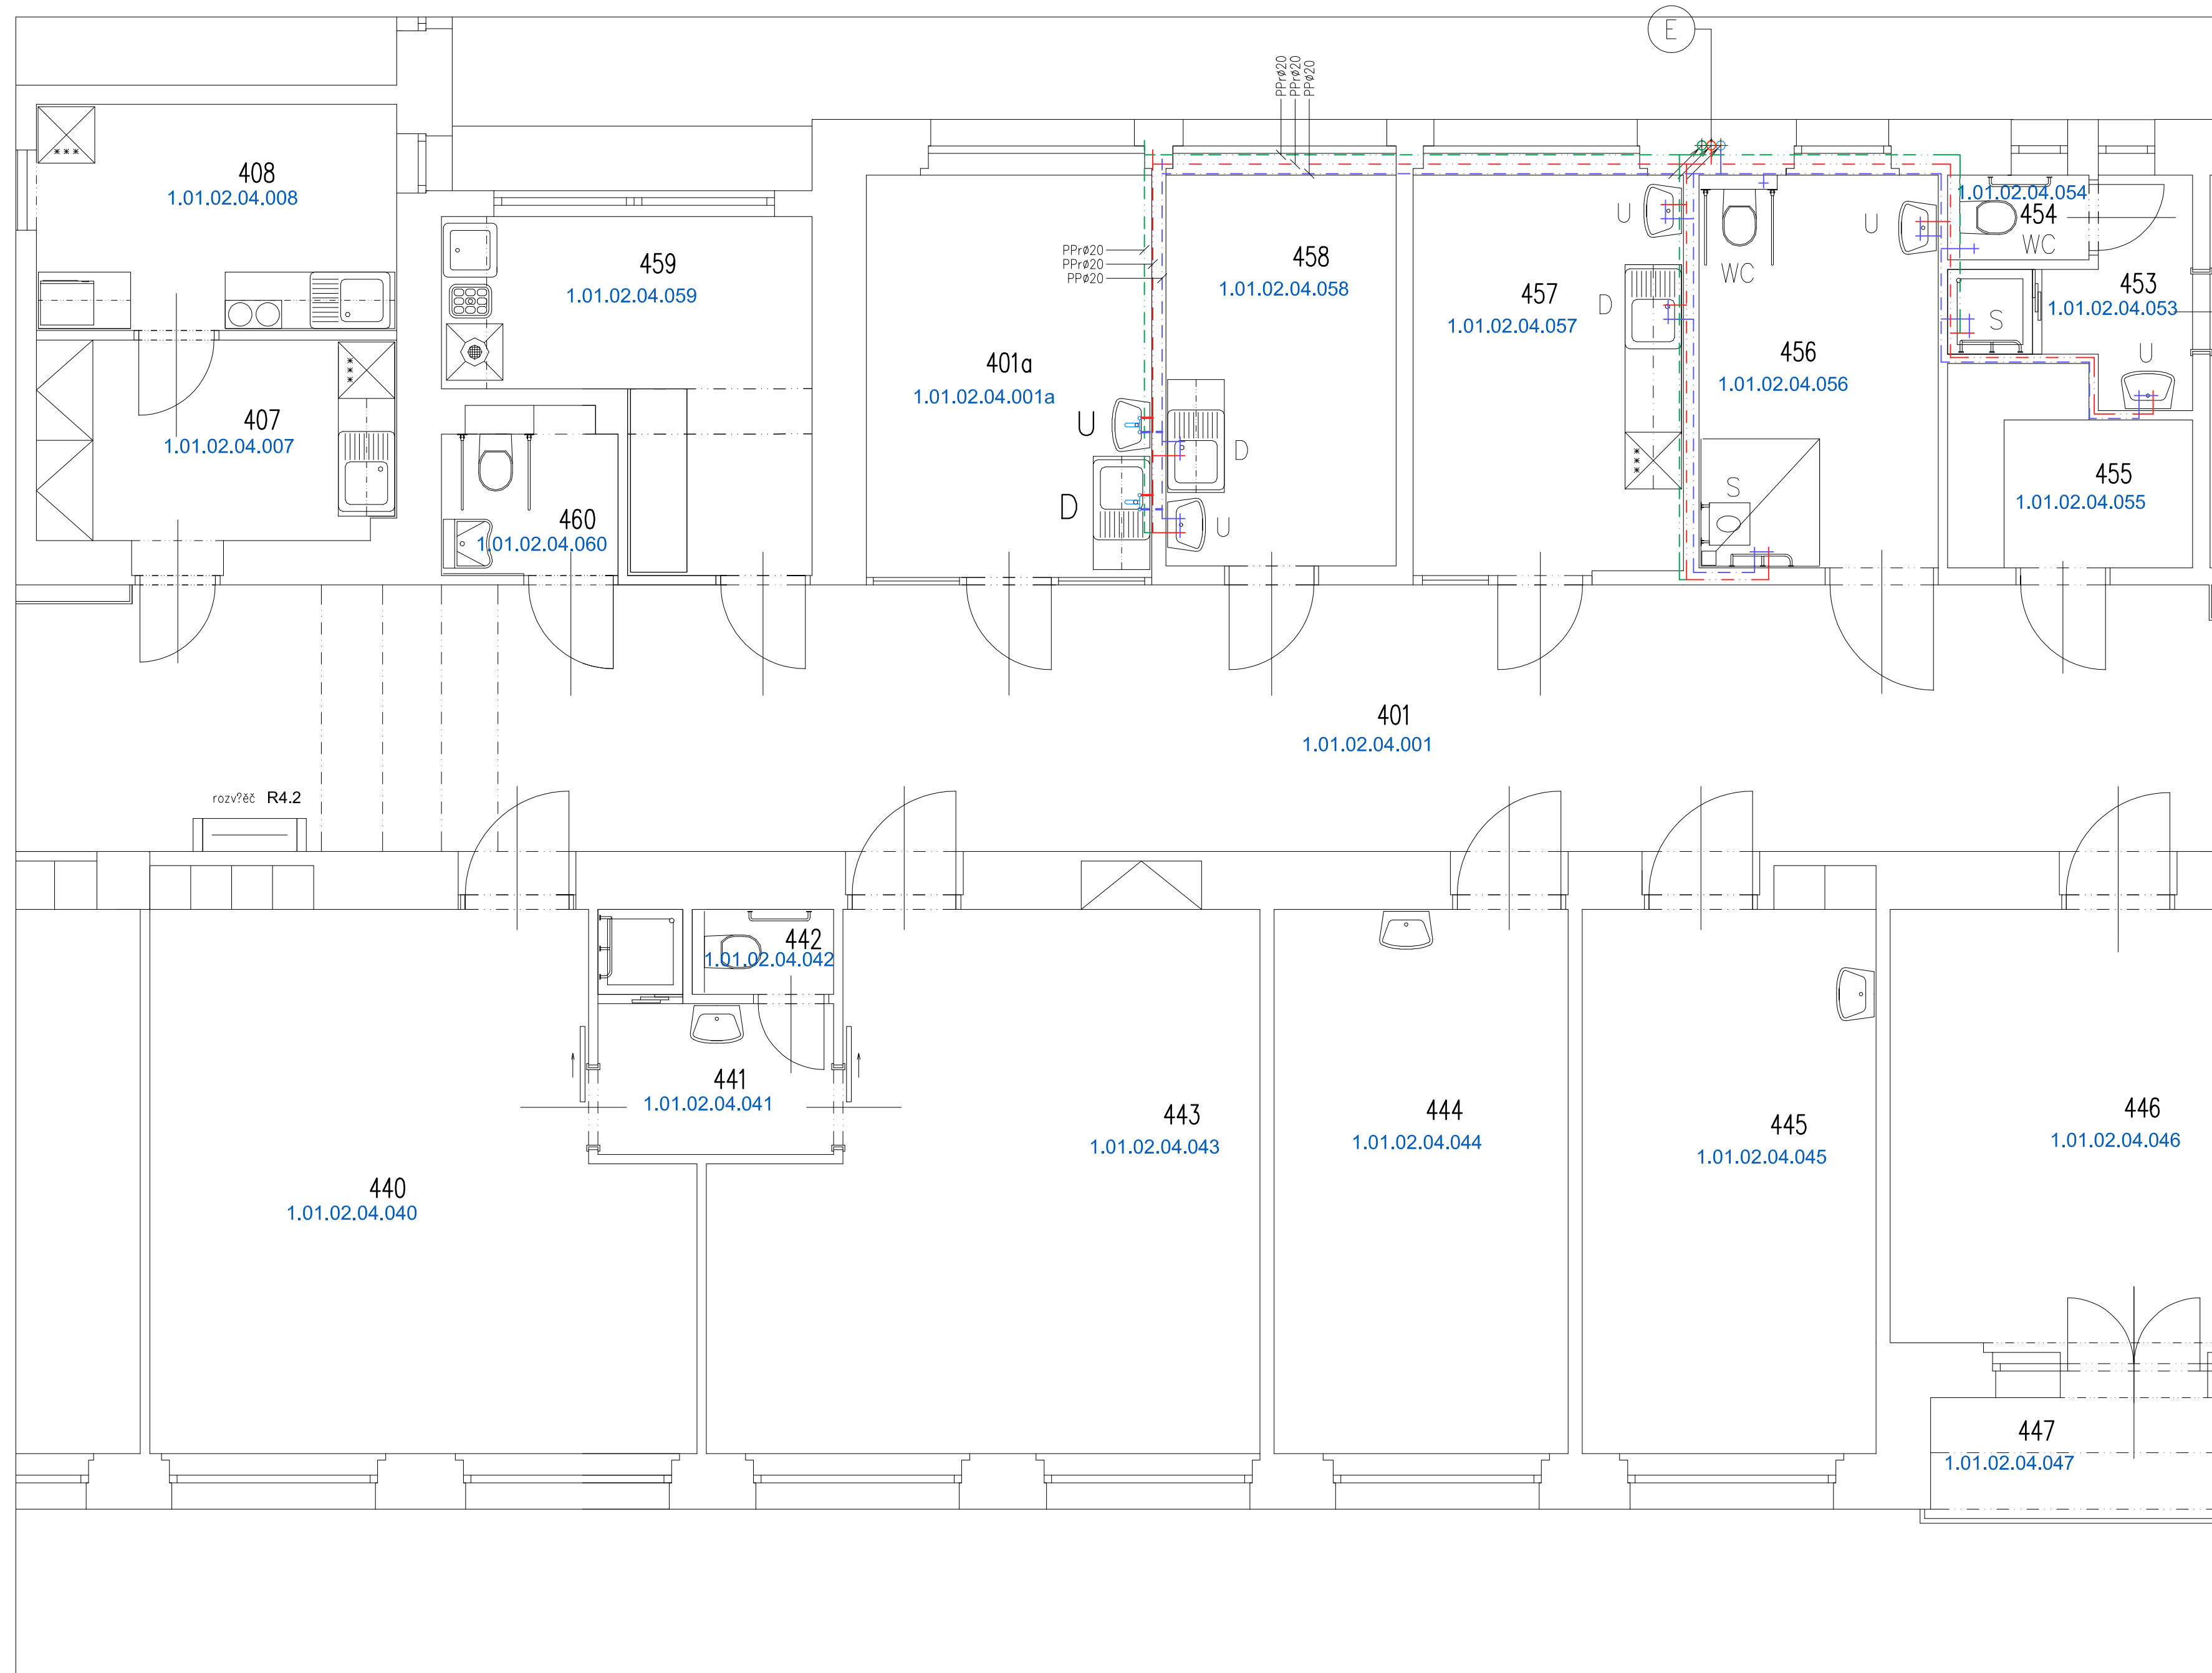 E
PPrø20
PPrø20
PPø20
408
1.01.02.04.008
459
1.01.02.04.059
PPrø20
PPrø20
PPø20
458
1.01.02.04.058
457
1.01.02.04.057
U
D
WC
U
1.01.02.04.054
454
WC
453
1.01.02.04.053
S
U
456
1.01.02.04.056
401a
1.01.02.04.001a
U
D
D
U
407
1.01.02.04.007
460
1.01.02.04.060
S
455
1.01.02.04.055
401
1.01.02.04.001
rozv?ěč R4.2
442
1.01.02.04.042
441
1.01.02.04.041
443
1.01.02.04.043
444
1.01.02.04.044
445
1.01.02.04.045
446
1.01.02.04.046
440
1.01.02.04.040
447
1.01.02.04.047